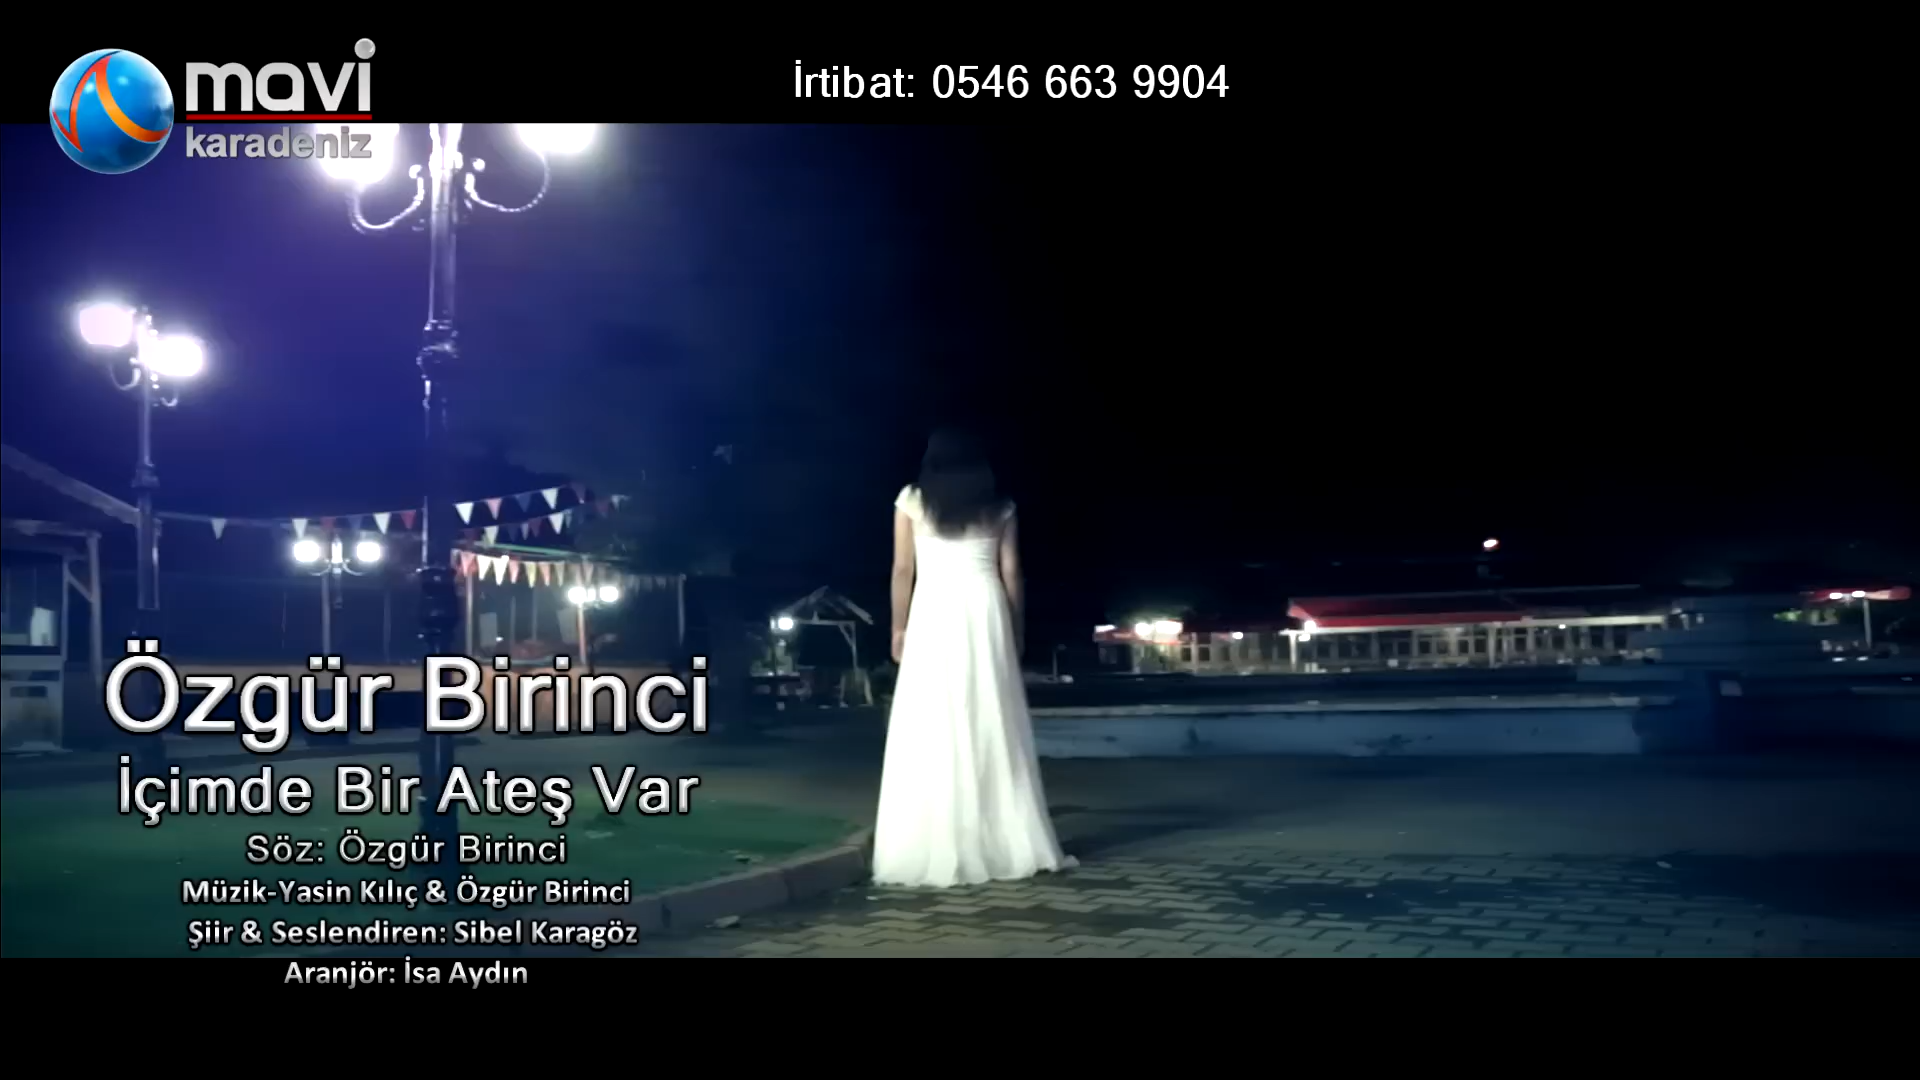 mavi
karadeniz
İrtibat: 0546 663 9904
Özgür Birinci
İçimde Bir Ateş Var
Söz: Özgür Birinci
Müzik-Yasin Kılıç & Özgür Birinci
Şiir & Seslendiren: Sibel Karagöz
Aranjör: İsa Aydın